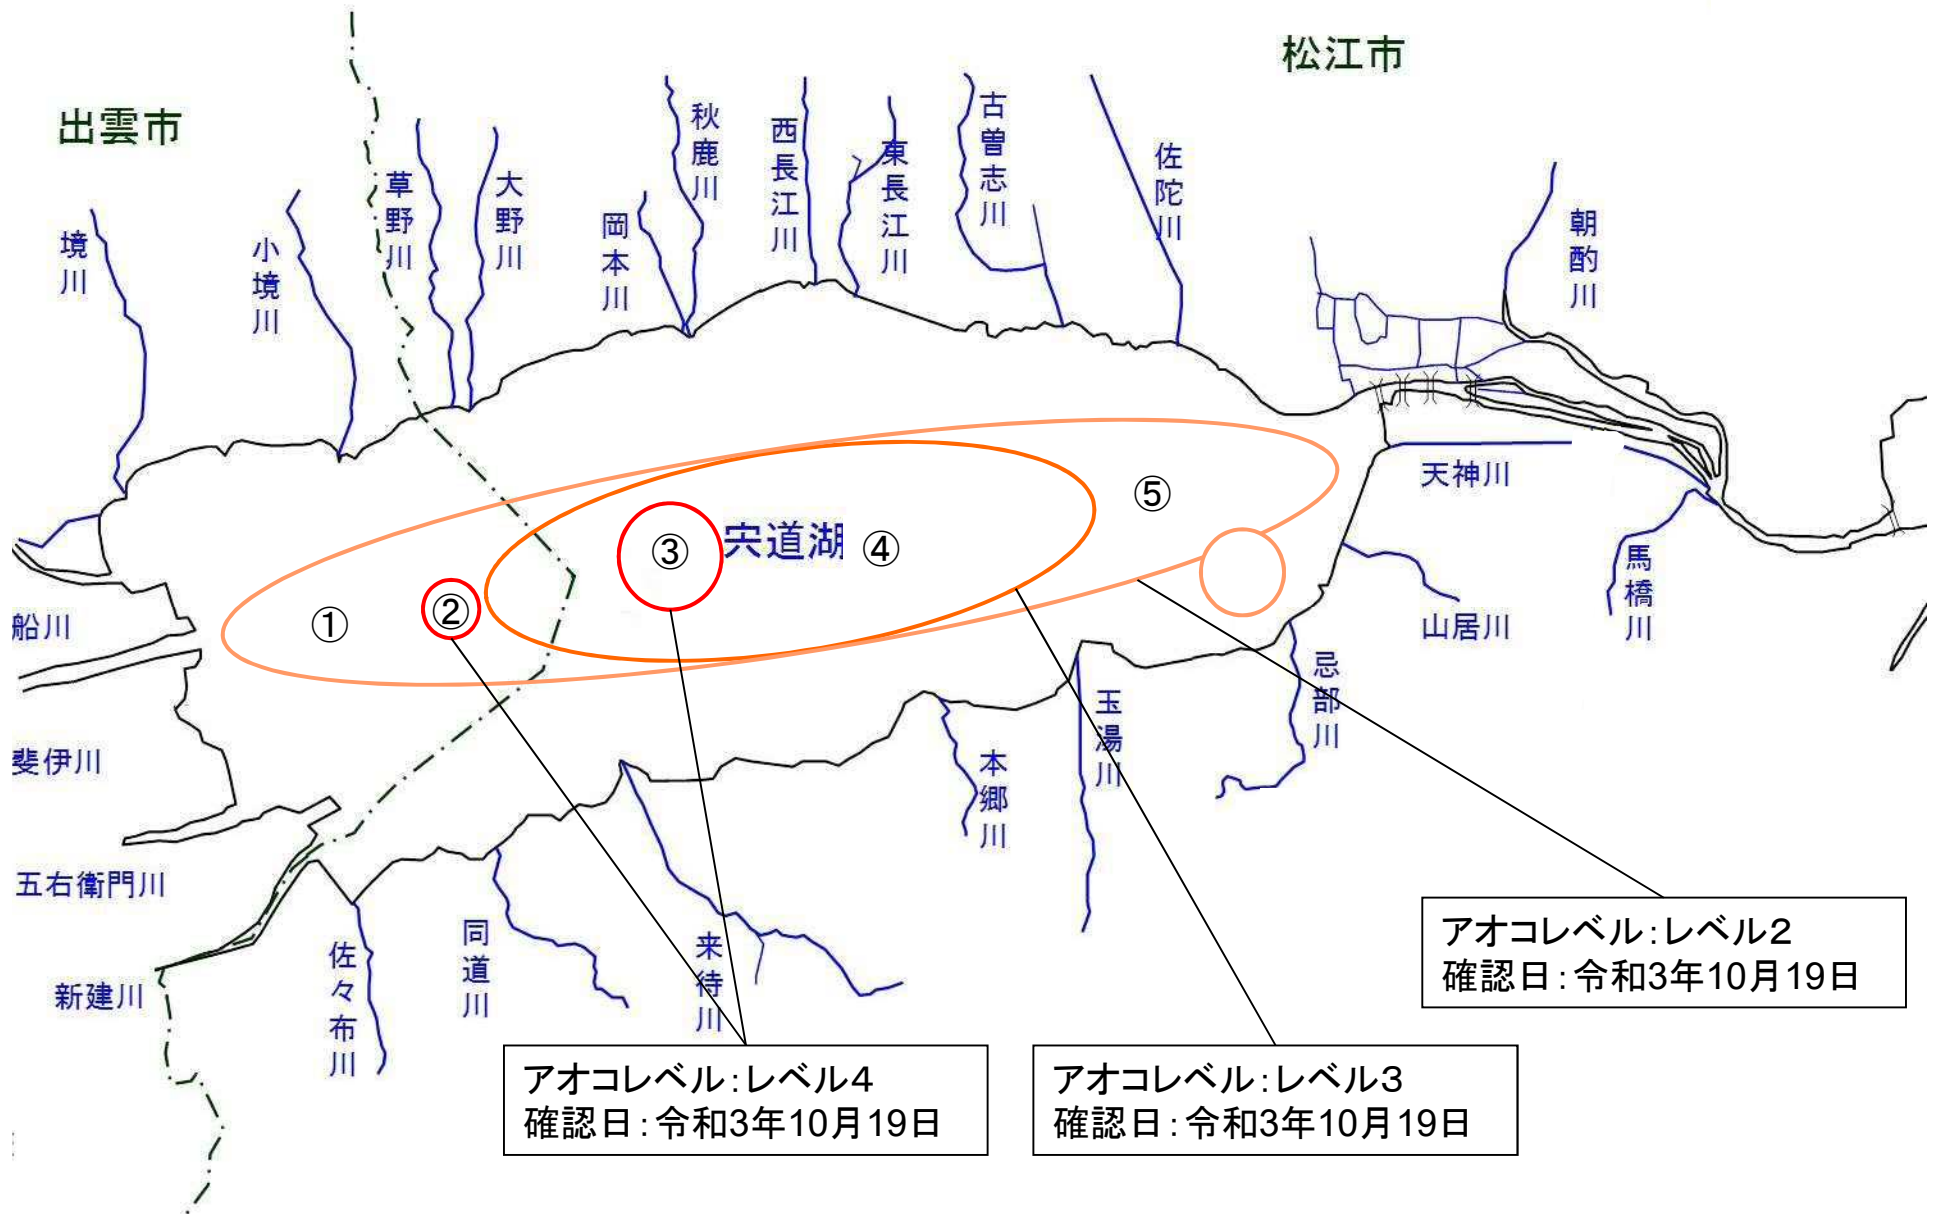 松江市
出雲市
秋鹿川
西長江川
東長江川
古曽志川
佐陀川
草野川
大野川
岡本川
朝酌川
境川
小境川
天神川
⑤
宍道湖
③
④
②
①
馬橋川
船川
山居川
忌部川
玉湯川
斐伊川
本郷川
五右衛門川
同道川
来待川
佐々布川
新建川
アオコレベル:レベル2
確認日:令和3年10月19日
アオコレベル:レベル4
確認日:令和3年10月19日
アオコレベル:レベル3
確認日:令和3年10月19日